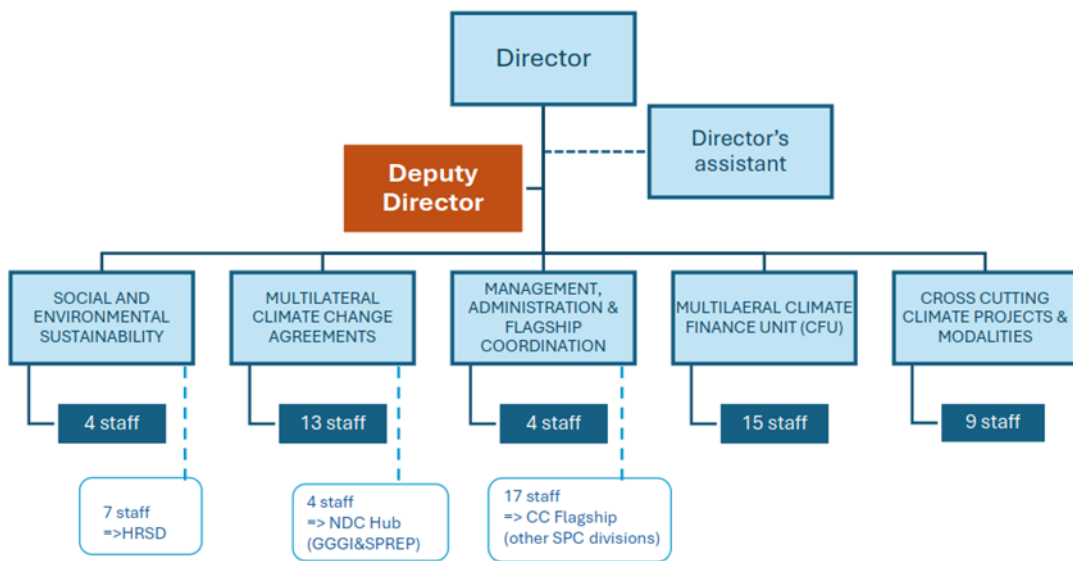 Director
Director's
assistant
Deputy
Director
SOCIAL AND
ENVIRONMENTAL
SUSTAINABILITY
MULTILATERAL
CLIMATE CHANGE
AGREEMENTS
MANAGEMENT,
ADMINISTRATION &
FLAGSHIP
COORDINATION
MULTILAERAL CLIMATE
FINANCE UNIT (CFU)
CROSS CUTTING
CLIMATE PROJECTS &
MODALITIES
4 staff
13 staff
4 staff
15 staff
9 staff
7 staff
=>HRSD
4 staff
=> NDC Hub
(GGGI&SPREP)
17 staff
=> CC Flagship
(other SPC divisions)